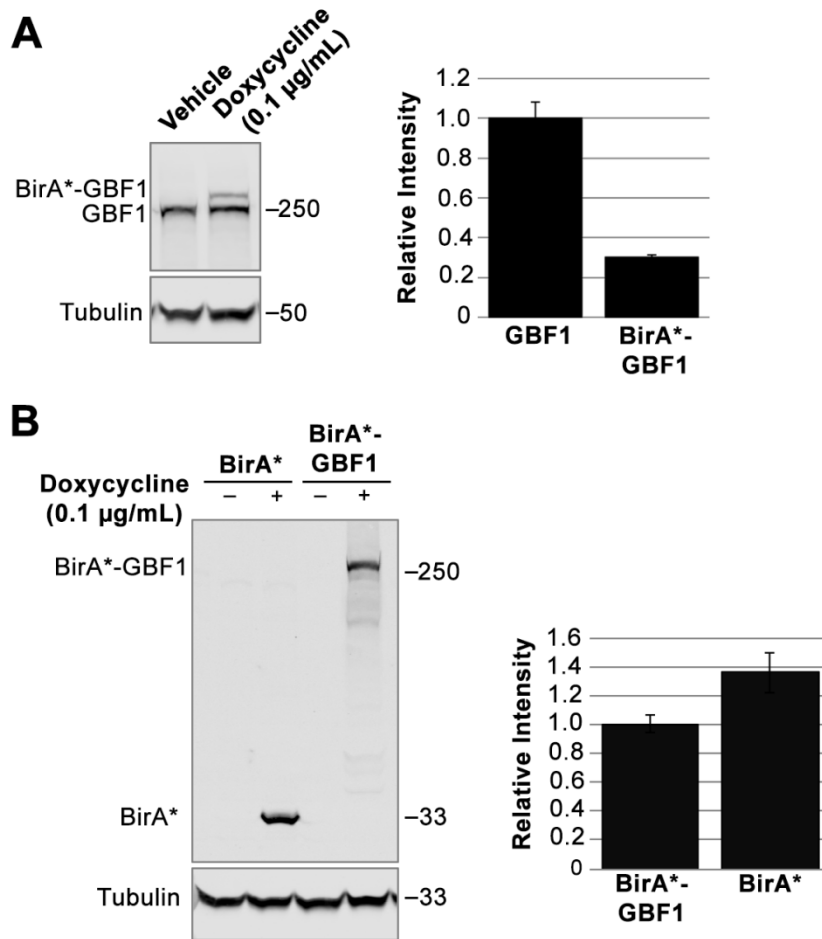 A
Vehicle
Doxycycline
(0.1 µg/mL)
BirA*-GBF1
GBF1
–250
Tubulin
–50
Relative Intensity
1.2
1.0
0.8
0.6
0.4
0.2
0
GBF1
BirA*-
GBF1
B
BirA*
BirA*-
GBF1
Doxycycline
(0.1 µg/mL)
– + – +
BirA*-GBF1
–250
BirA*
–33
Tubulin
–33
Relative Intensity
1.6
1.4
1.2
1.0
0.8
0.6
0.4
0.2
0
BirA*-
GBF1
BirA*